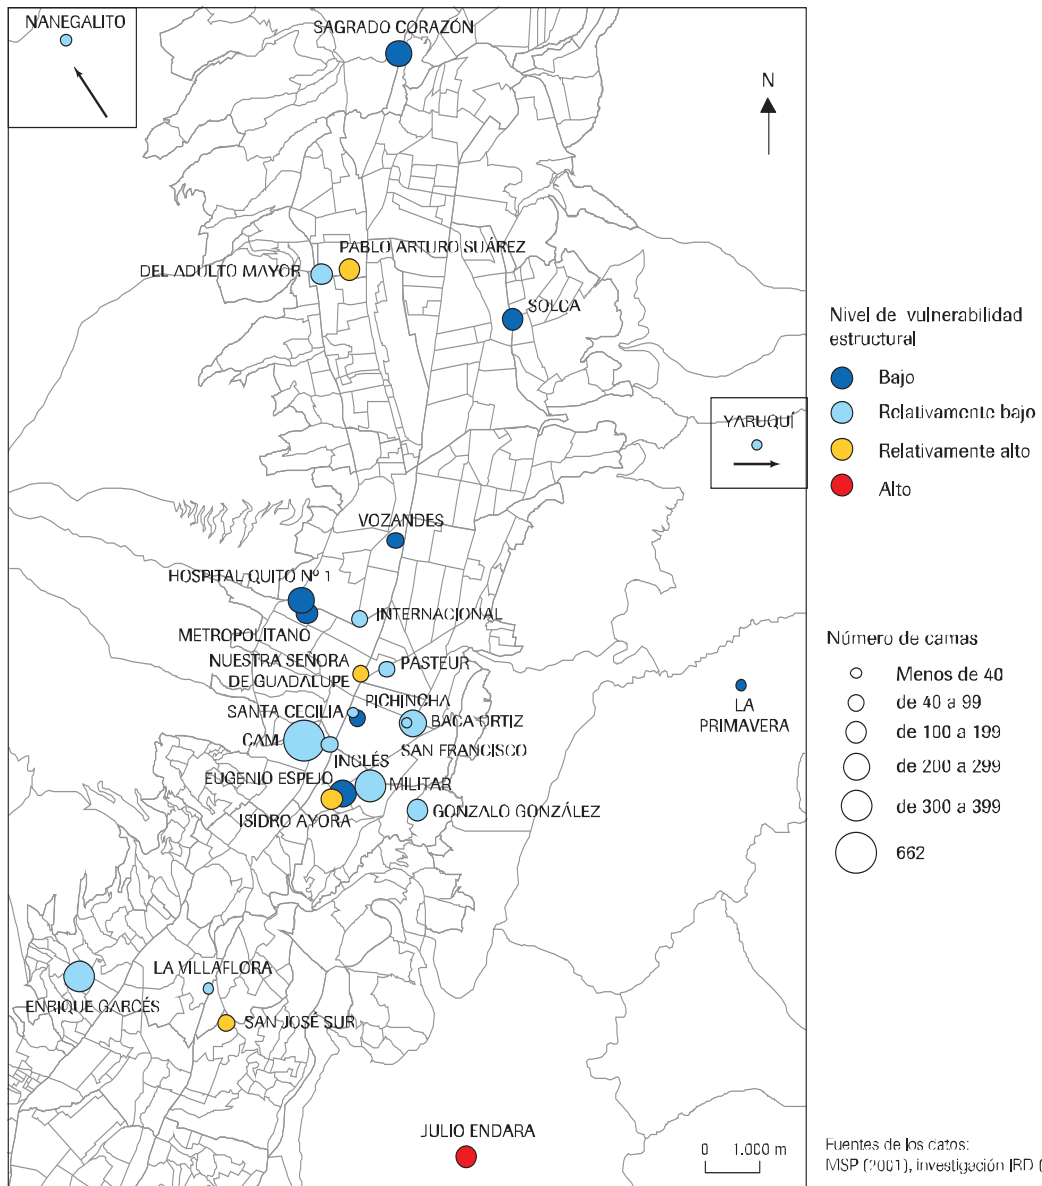 NANEGALITO
SAGRADO CORAZÓN
N
PABLO ARTURO SUÁREZ
DEL ADULTO MAYOR
SOLCA
Nivel de vulnerabilidad
estructural
Bajo
Relativamente bajo
Relativamente alto
Alto
YARUQUÍ
VOZANDES
HOSPITAL QUITO Nº 1
INTERNACIONAL
METROPOLITANO
NUESTRA SEÑORA
DE GUADALUPE
PASTEUR
PICHINCHA
SANTA CECILIA
BACA ORTIZ
CAM
SAN FRANCISCO
INGLÉS
EUGENIO ESPEJO
MILITAR
ISIDRO AYORA
GONZALO GONZÁLEZ
LA
PRIMAVERA
Número de camas
Menos de 40
de 40 a 99
de 100 a 199
de 200 a 299
de 300 a 399
662
LA VILLAFLORA
ENRIQUE GARCÉS
SAN JOSÉ SUR
JULIO ENDARA
0 1.000 m
Fuentes de los datos:
MSP (2001), investigación IRD (